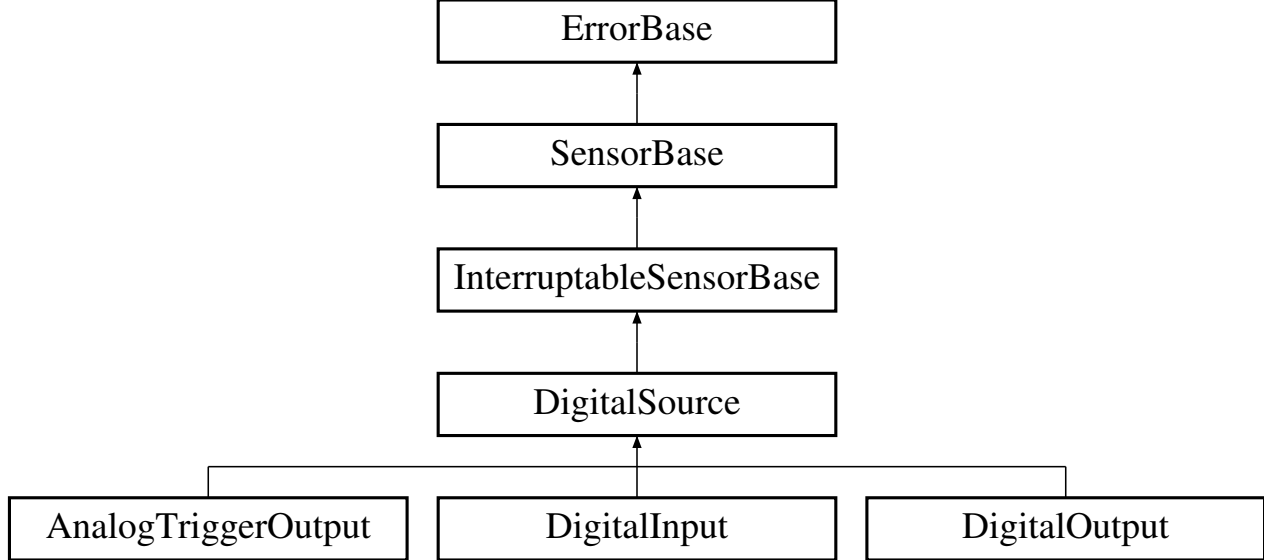 ErrorBase
SensorBase
InterruptableSensorBase
DigitalSource
AnalogTriggerOutput
DigitalInput
DigitalOutput